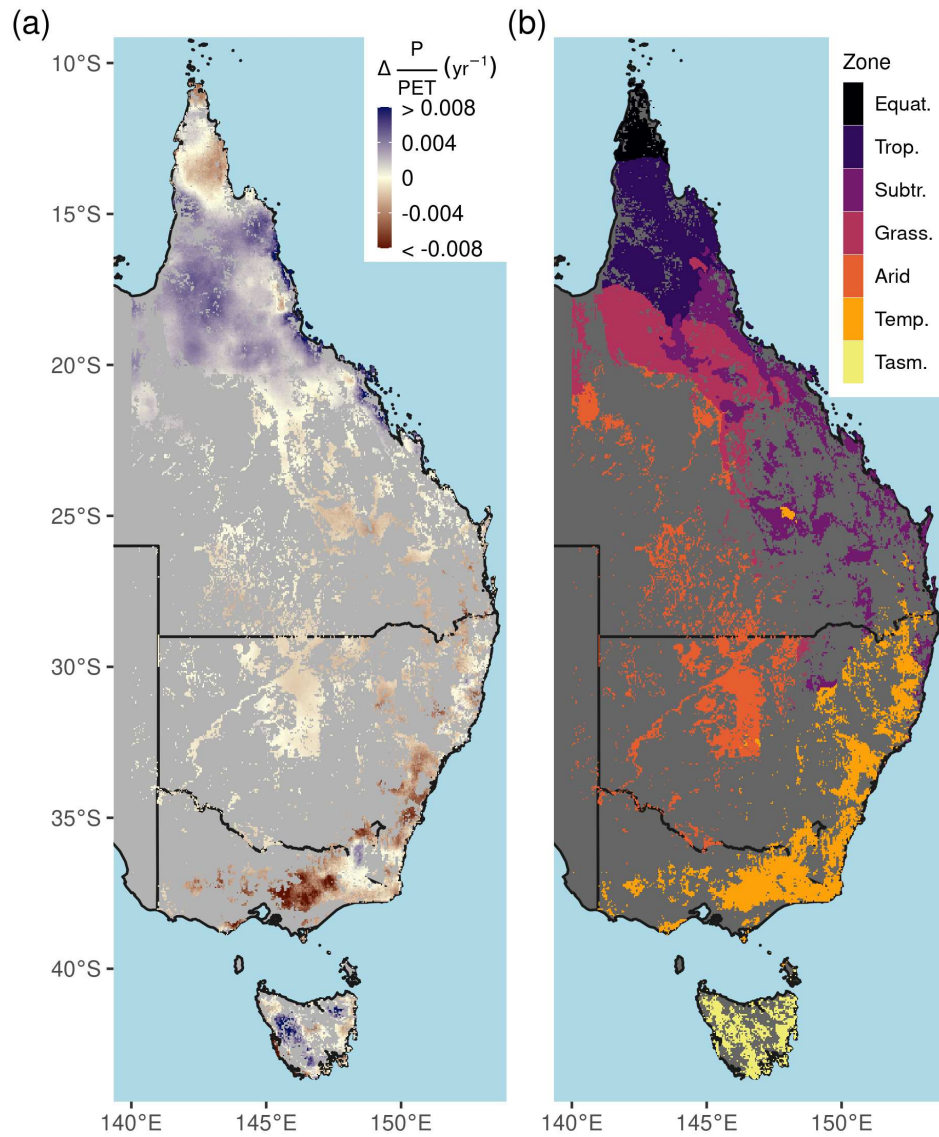 (a)
(b)
Δ P/PET (yr⁻¹)
> 0.008
0.004
0
-0.004
< -0.008
Zone
Equat.
Trop.
Subtr.
Grass.
Arid
Temp.
Tasm.
10°S
15°S
20°S
25°S
30°S
35°S
40°S
140°E
145°E
150°E
140°E
145°E
150°E